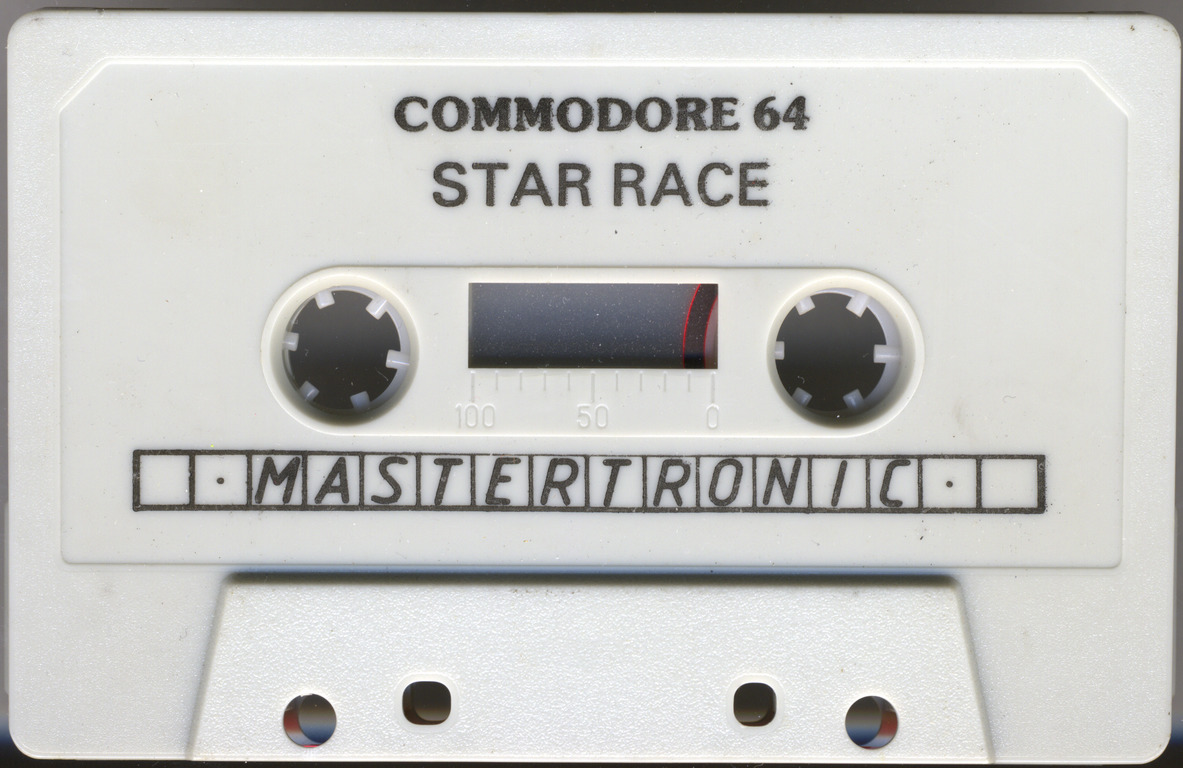 COMMODORE 64
STAR RACE
100 50 0
· MASTERTRONIC ·